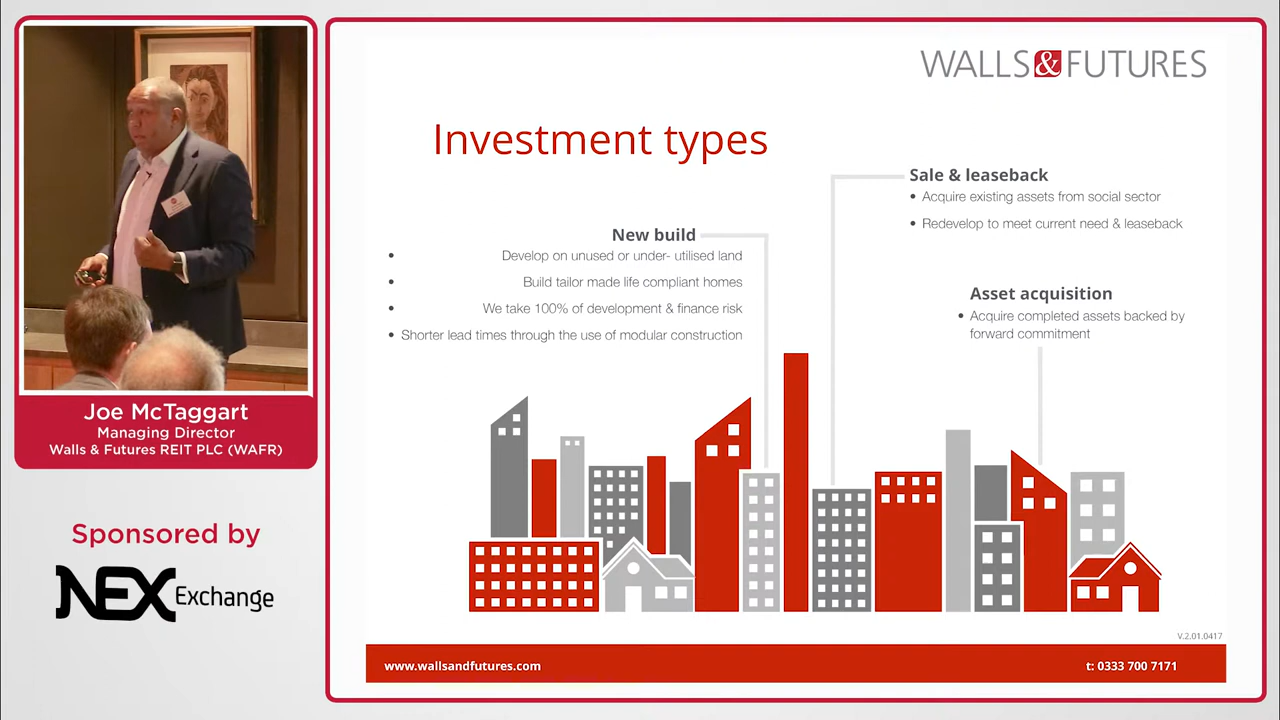 Joe McTaggart
Managing Director
Walls & Futures REIT PLC (WAFR)
Sponsored by
NEX Exchange
WALLS & FUTURES
Investment types
New build
• Develop on unused or under- utilised land
• Build tailor made life compliant homes
• We take 100% of development & finance risk
• Shorter lead times through the use of modular construction
Sale & leaseback
• Acquire existing assets from social sector
• Redevelop to meet current need & leaseback
Asset acquisition
• Acquire completed assets backed by
forward commitment
V.2.01.0417
www.wallsandfutures.com
t: 0333 700 7171